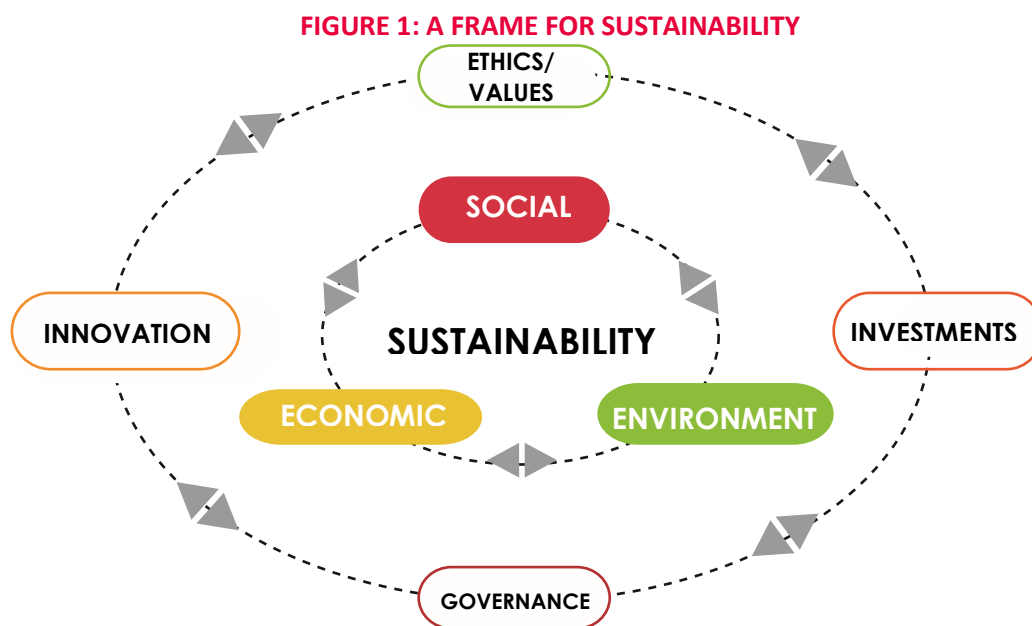 FIGURE 1: A FRAME FOR SUSTAINABILITY
ETHICS/
VALUES
SOCIAL
INNOVATION
SUSTAINABILITY
INVESTMENTS
ECONOMIC
ENVIRONMENT
GOVERNANCE